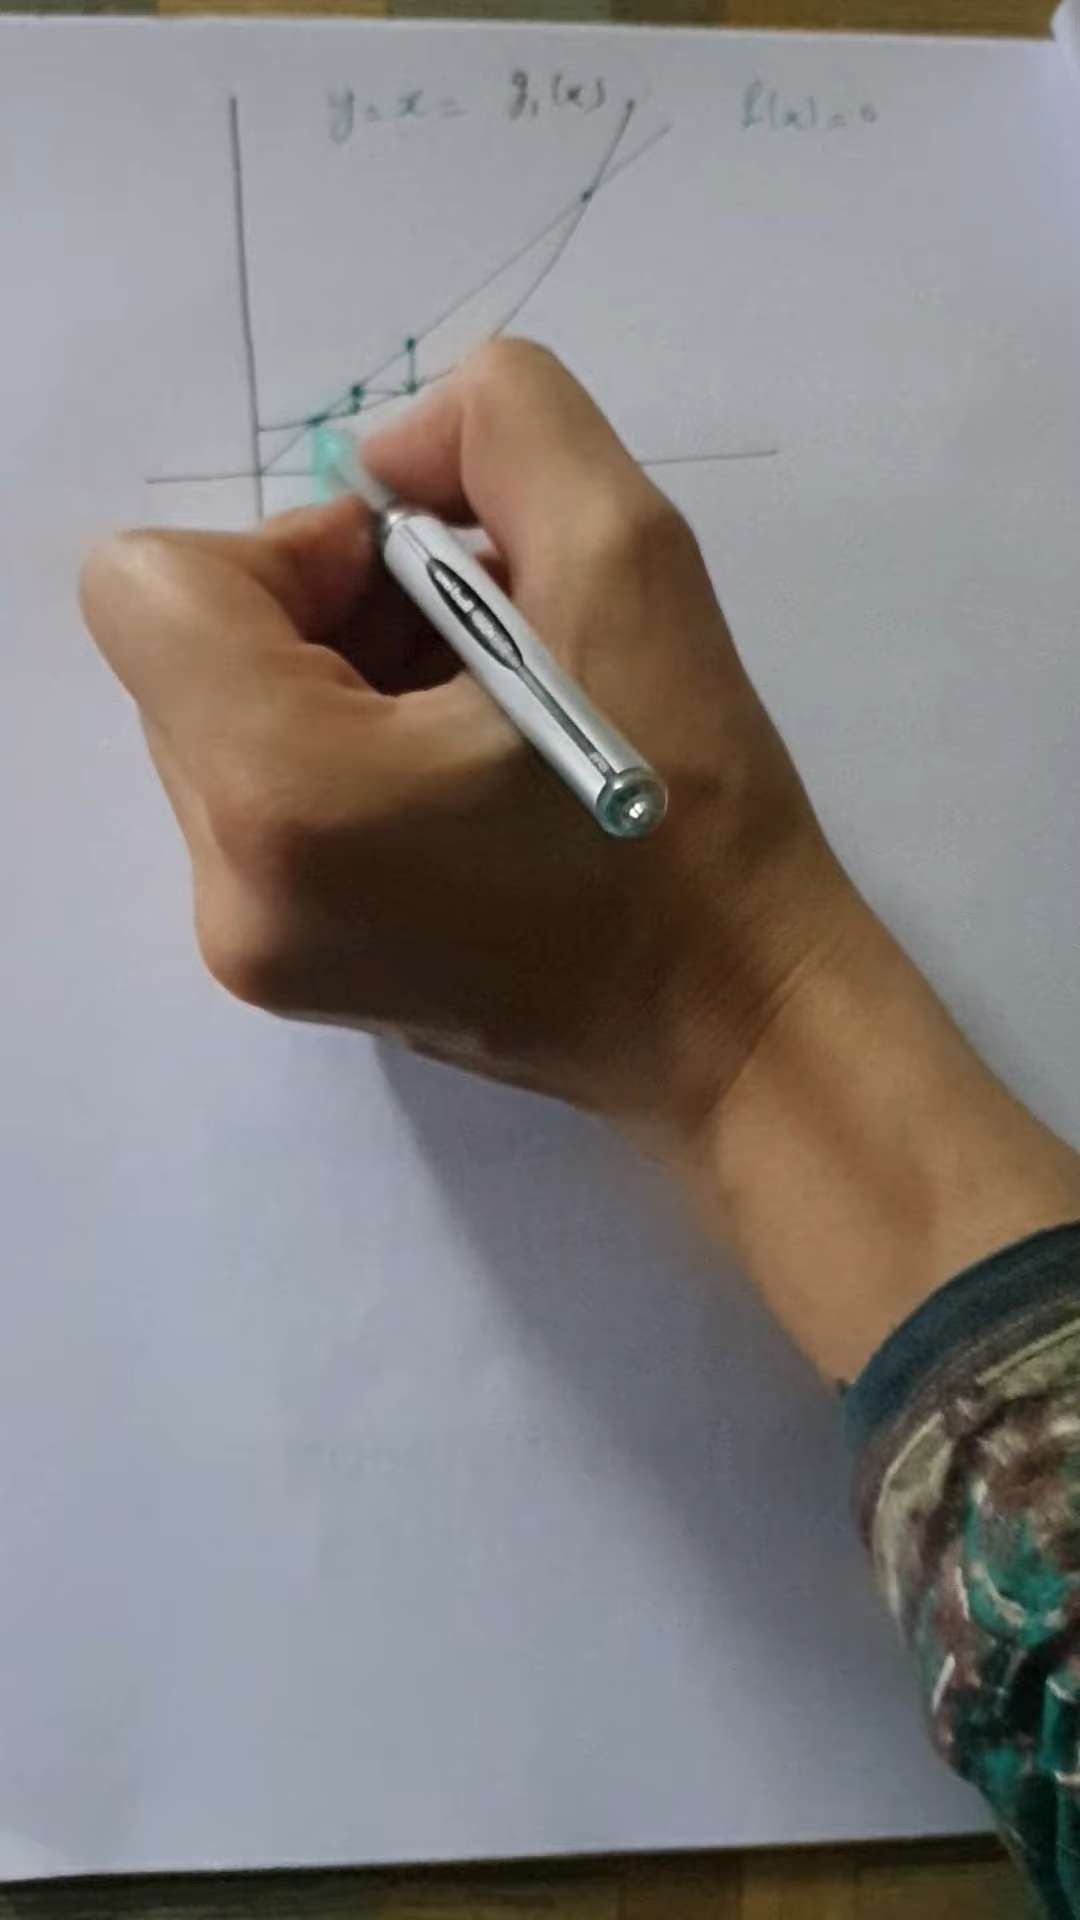 y = x = g₁(x)
f(x) = 0